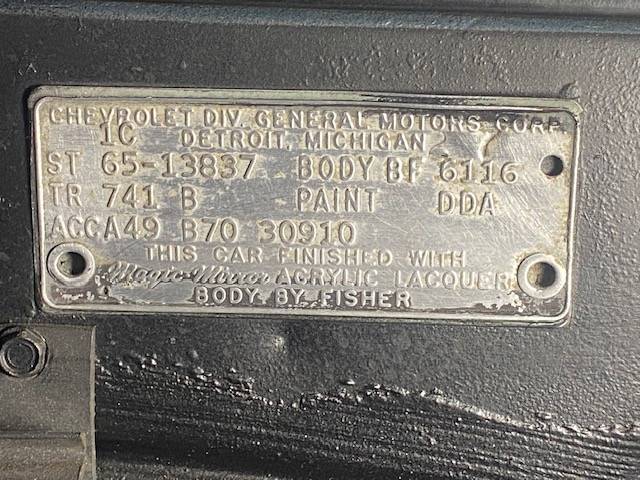 CHEVROLET DIV. GENERAL MOTORS CORP.
1C DETROIT, MICHIGAN
ST 65-13837 BODY BF 6116
TR 741 B PAINT DDA
ACCA49 B70 30910
THIS CAR FINISHED WITH
Magic-Mirror ACRYLIC LACQUER
BODY BY FISHER